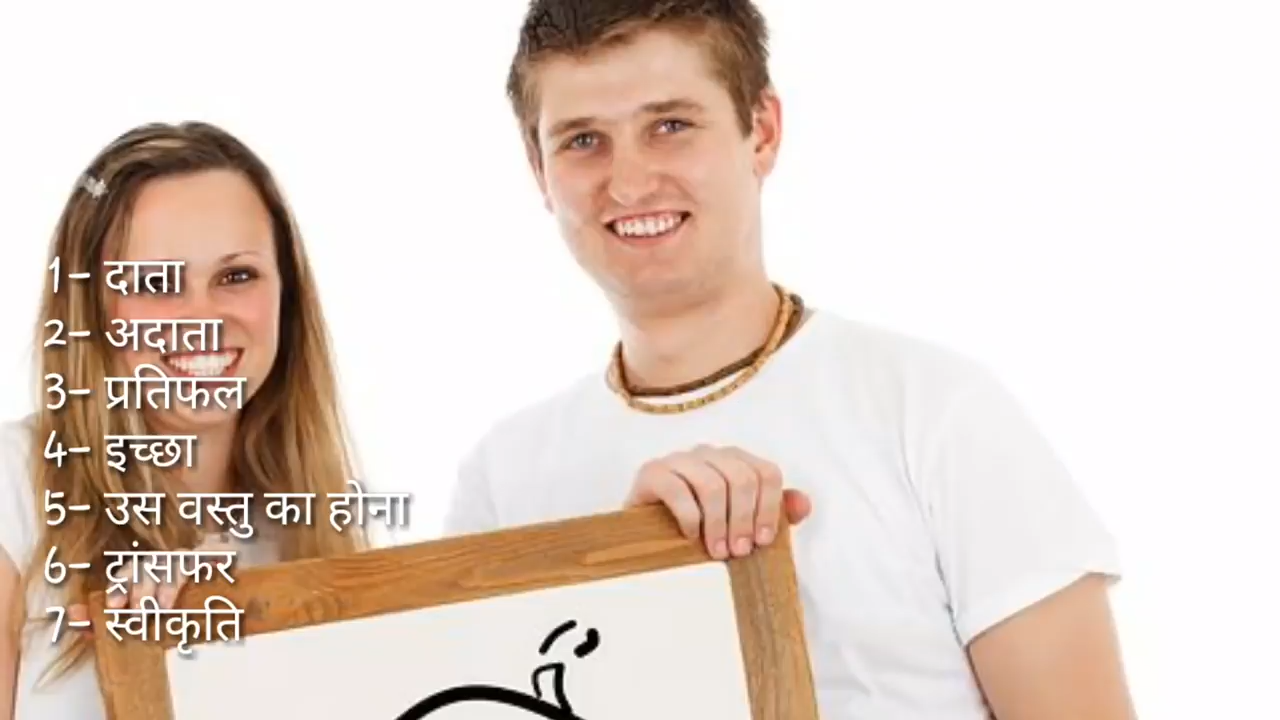 1- दाता
2- अदाता
3- प्रतिफल
4- इच्छा
5- उस वस्तु का होना
6- ट्रांसफर
7- स्वीकृति